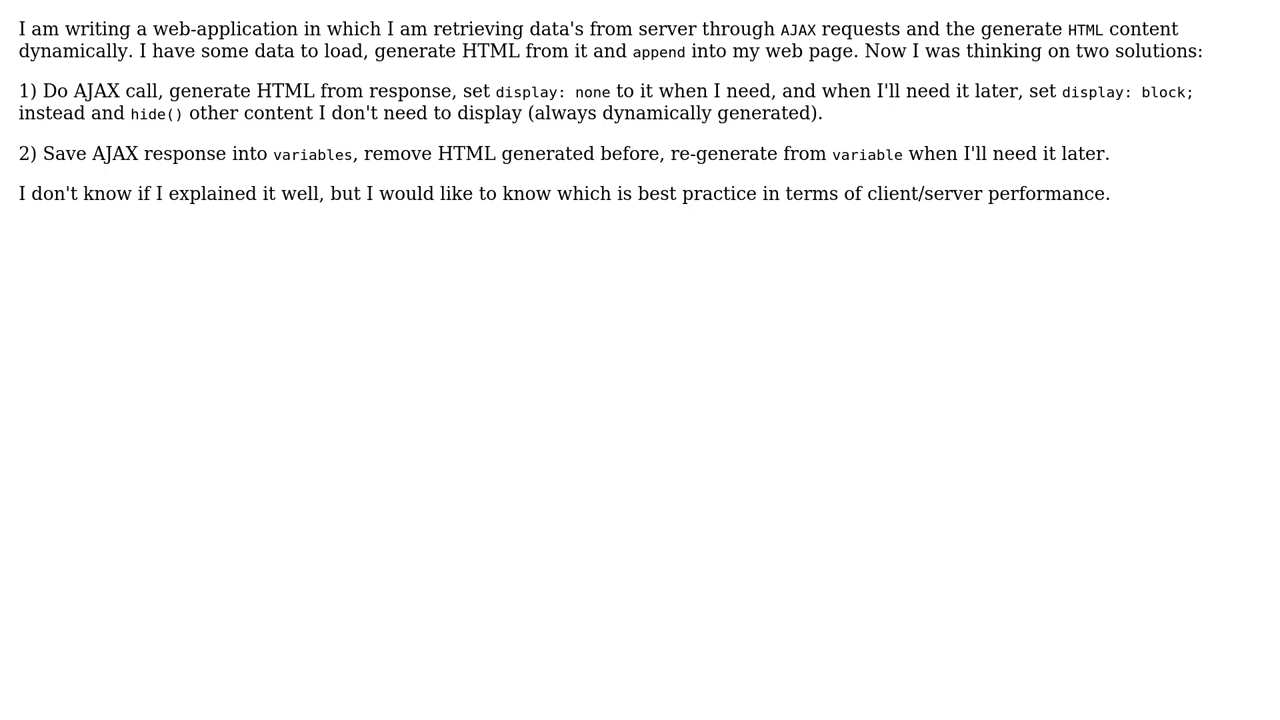 I am writing a web-application in which I am retrieving data's from server through AJAX requests and the generate HTML content
dynamically. I have some data to load, generate HTML from it and append into my web page. Now I was thinking on two solutions:
1) Do AJAX call, generate HTML from response, set display: none to it when I need, and when I'll need it later, set display: block;
instead and hide() other content I don't need to display (always dynamically generated).
2) Save AJAX response into variables, remove HTML generated before, re-generate from variable when I'll need it later.
I don't know if I explained it well, but I would like to know which is best practice in terms of client/server performance.